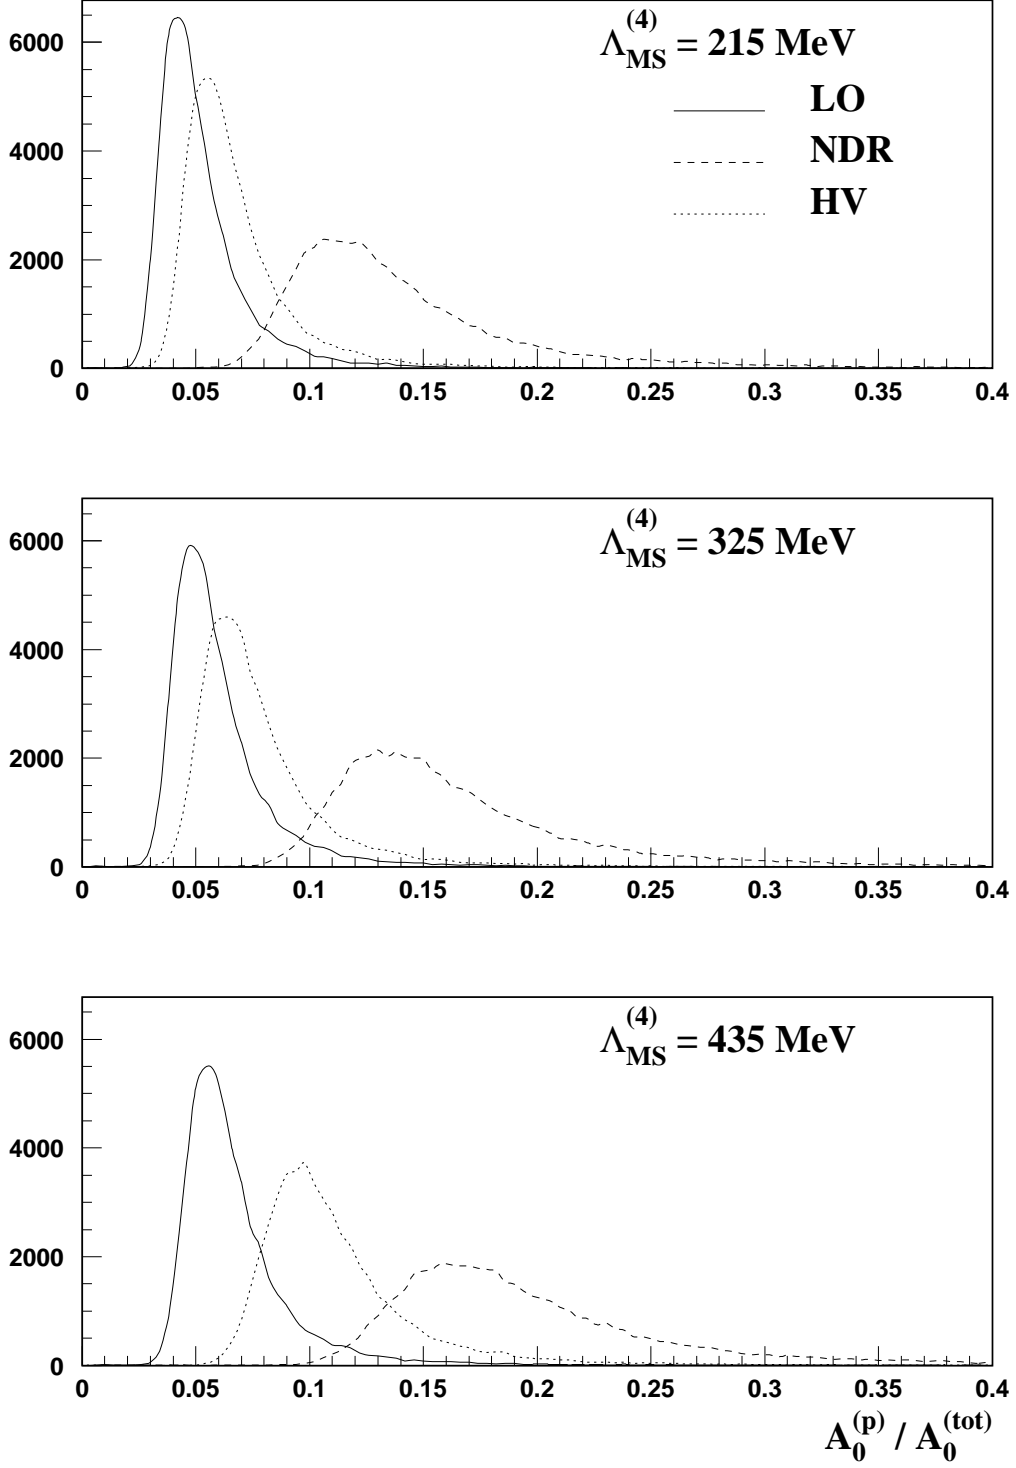 Λ_MS^(4) = 215 MeV
LO
NDR
HV
6000
4000
2000
0
0 0.05 0.1 0.15 0.2 0.25 0.3 0.35 0.4
Λ_MS^(4) = 325 MeV
6000
4000
2000
0
0 0.05 0.1 0.15 0.2 0.25 0.3 0.35 0.4
Λ_MS^(4) = 435 MeV
6000
4000
2000
0
0 0.05 0.1 0.15 0.2 0.25 0.3 0.35 0.4
A_0^(p) / A_0^(tot)